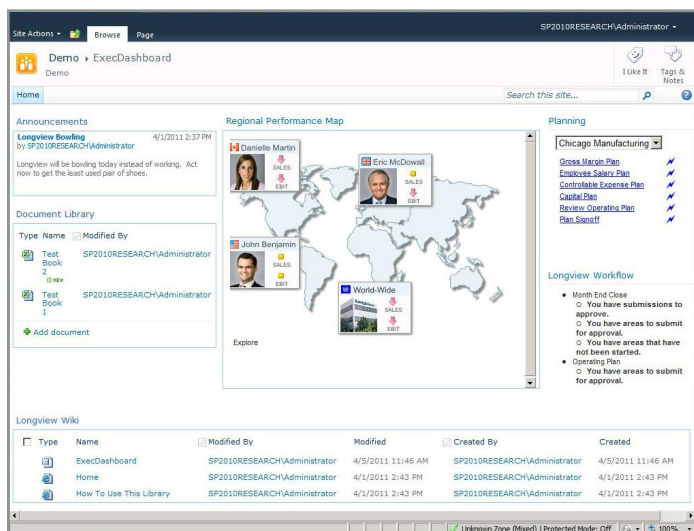 SP2010RESEARCH\Administrator
Site Actions Browse Page
Demo ▸ ExecDashboard
Demo
I Like It
Tags & Notes
Home
Search this site...
Announcements
Longview Bowling 4/1/2011 2:37 PM
by SP2010RESEARCH\Administrator
Longview will be bowling today instead of working. Act
now to get the least used pair of shoes.
Document Library
Type Name Modified By
Test Book 2 SP2010RESEARCH\Administrator
NEW
Test Book 1 SP2010RESEARCH\Administrator
Add document
Regional Performance Map
Danielle Martin
SALES
EBIT
Eric McDowall
SALES
EBIT
John Benjamin
SALES
EBIT
World-Wide
SALES
EBIT
Explore
Planning
Chicago Manufacturing
Gross Margin Plan
Employee Salary Plan
Controllable Expense Plan
Capital Plan
Review Operating Plan
Plan Signoff
Longview Workflow
Month End Close
You have submissions to
approve.
You have areas to submit
for approval.
You have areas that have
not been started.
Operating Plan
You have areas to submit
for approval.
Longview Wiki
Type Name Modified By Modified Created By Created
ExecDashboard SP2010RESEARCH\Administrator 4/5/2011 11:46 AM SP2010RESEARCH\Administrator 4/5/2011 11:46 AM
Home SP2010RESEARCH\Administrator 4/1/2011 2:43 PM SP2010RESEARCH\Administrator 4/1/2011 2:43 PM
How To Use This Library SP2010RESEARCH\Administrator 4/1/2011 2:43 PM SP2010RESEARCH\Administrator 4/1/2011 2:43 PM
Unknown Zone (Mixed) | Protected Mode: Off 100%